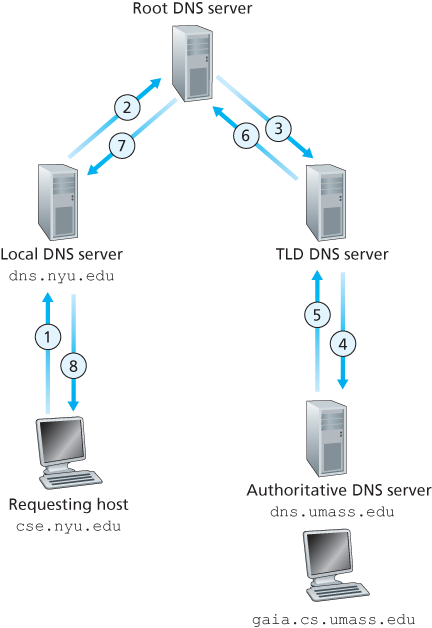 Root DNS server
2
7
6
3
Local DNS server
dns.nyu.edu
TLD DNS server
1
8
5
4
Requesting host
cse.nyu.edu
Authoritative DNS server
dns.umass.edu
gaia.cs.umass.edu